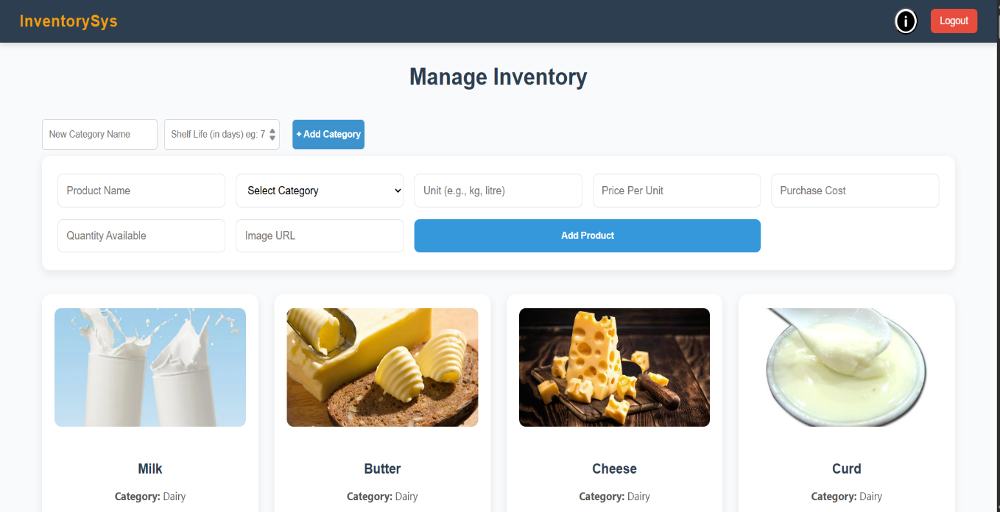 InventorySys
i
Logout
Manage Inventory
New Category Name
Shelf Life (in days) eg: 7
+ Add Category
Product Name
Select Category
Unit (e.g., kg, litre)
Price Per Unit
Purchase Cost
Quantity Available
Image URL
Add Product
Milk
Butter
Cheese
Curd
Category: Dairy
Category: Dairy
Category: Dairy
Category: Dairy